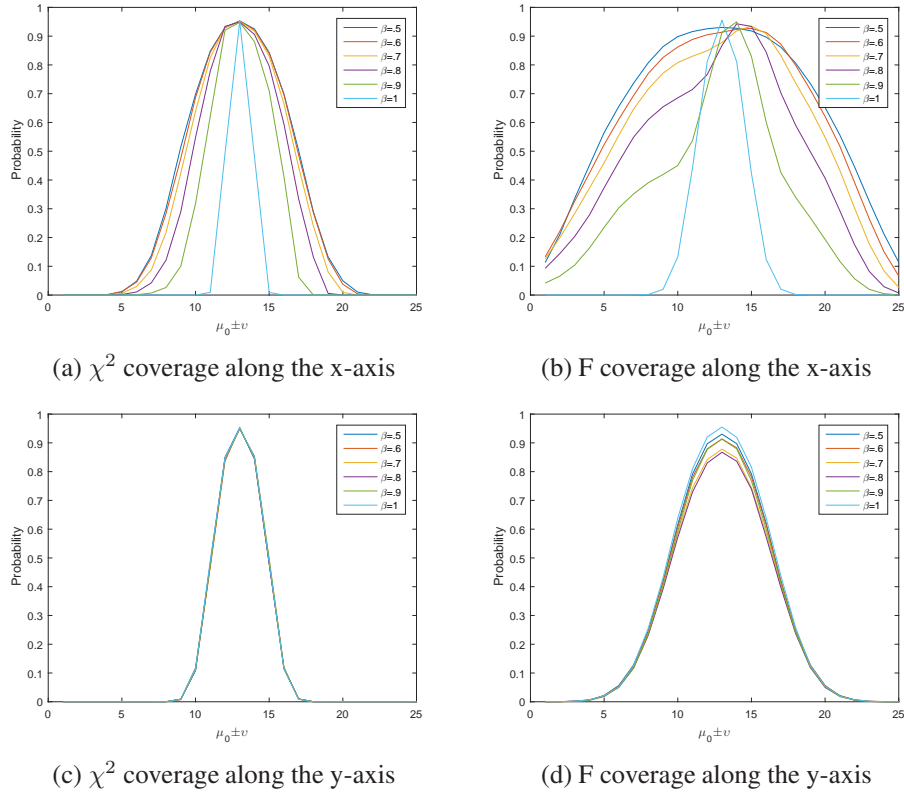 1
0.9
0.8
0.7
0.6
0.5
0.4
0.3
0.2
0.1
0
Probability
0 5 10 15 20 25
μ0±υ
β=.5
β=.6
β=.7
β=.8
β=.9
β=1
(a) χ² coverage along the x-axis
1
0.9
0.8
0.7
0.6
0.5
0.4
0.3
0.2
0.1
0
Probability
0 5 10 15 20 25
μ0±υ
β=.5
β=.6
β=.7
β=.8
β=.9
β=1
(b) F coverage along the x-axis
1
0.9
0.8
0.7
0.6
0.5
0.4
0.3
0.2
0.1
0
Probability
0 5 10 15 20 25
μ0±υ
β=.5
β=.6
β=.7
β=.8
β=.9
β=1
(c) χ² coverage along the y-axis
1
0.9
0.8
0.7
0.6
0.5
0.4
0.3
0.2
0.1
0
Probability
0 5 10 15 20 25
μ0±υ
β=.5
β=.6
β=.7
β=.8
β=.9
β=1
(d) F coverage along the y-axis